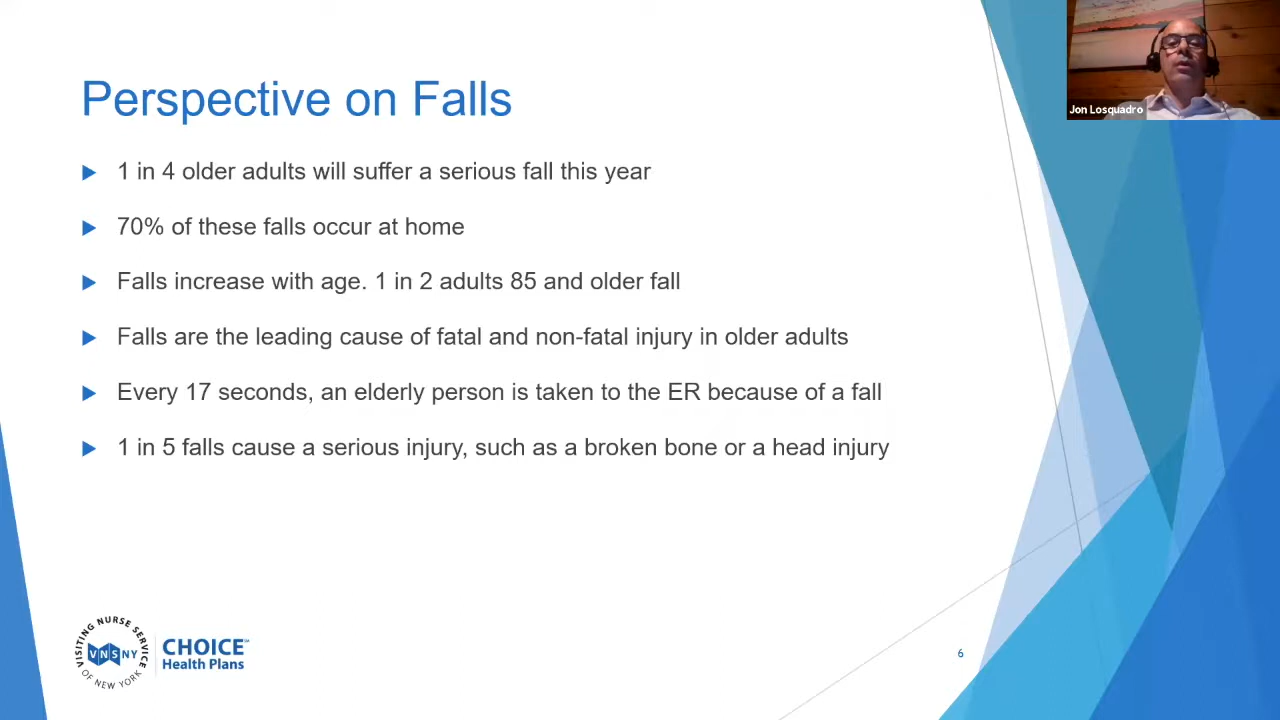 Perspective on Falls
1 in 4 older adults will suffer a serious fall this year
70% of these falls occur at home
Falls increase with age. 1 in 2 adults 85 and older fall
Falls are the leading cause of fatal and non-fatal injury in older adults
Every 17 seconds, an elderly person is taken to the ER because of a fall
1 in 5 falls cause a serious injury, such as a broken bone or a head injury
Jon Losquadro
VISITING NURSE SERVICE
VNSNY
OF NEW YORK
CHOICE
Health Plans
6